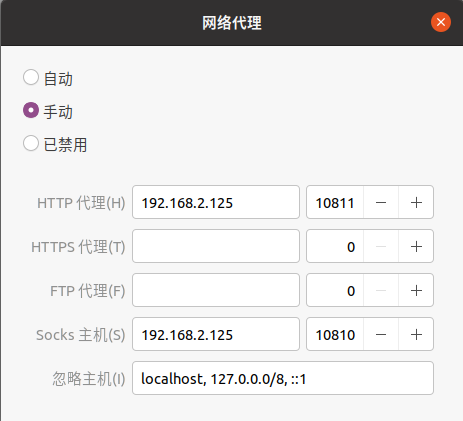 网络代理
自动
手动
已禁用
HTTP 代理(H) 192.168.2.125 10811 − +
HTTPS 代理(T) 0 − +
FTP 代理(F) 0 − +
Socks 主机(S) 192.168.2.125 10810 − +
忽略主机(I) localhost, 127.0.0.0/8, ::1